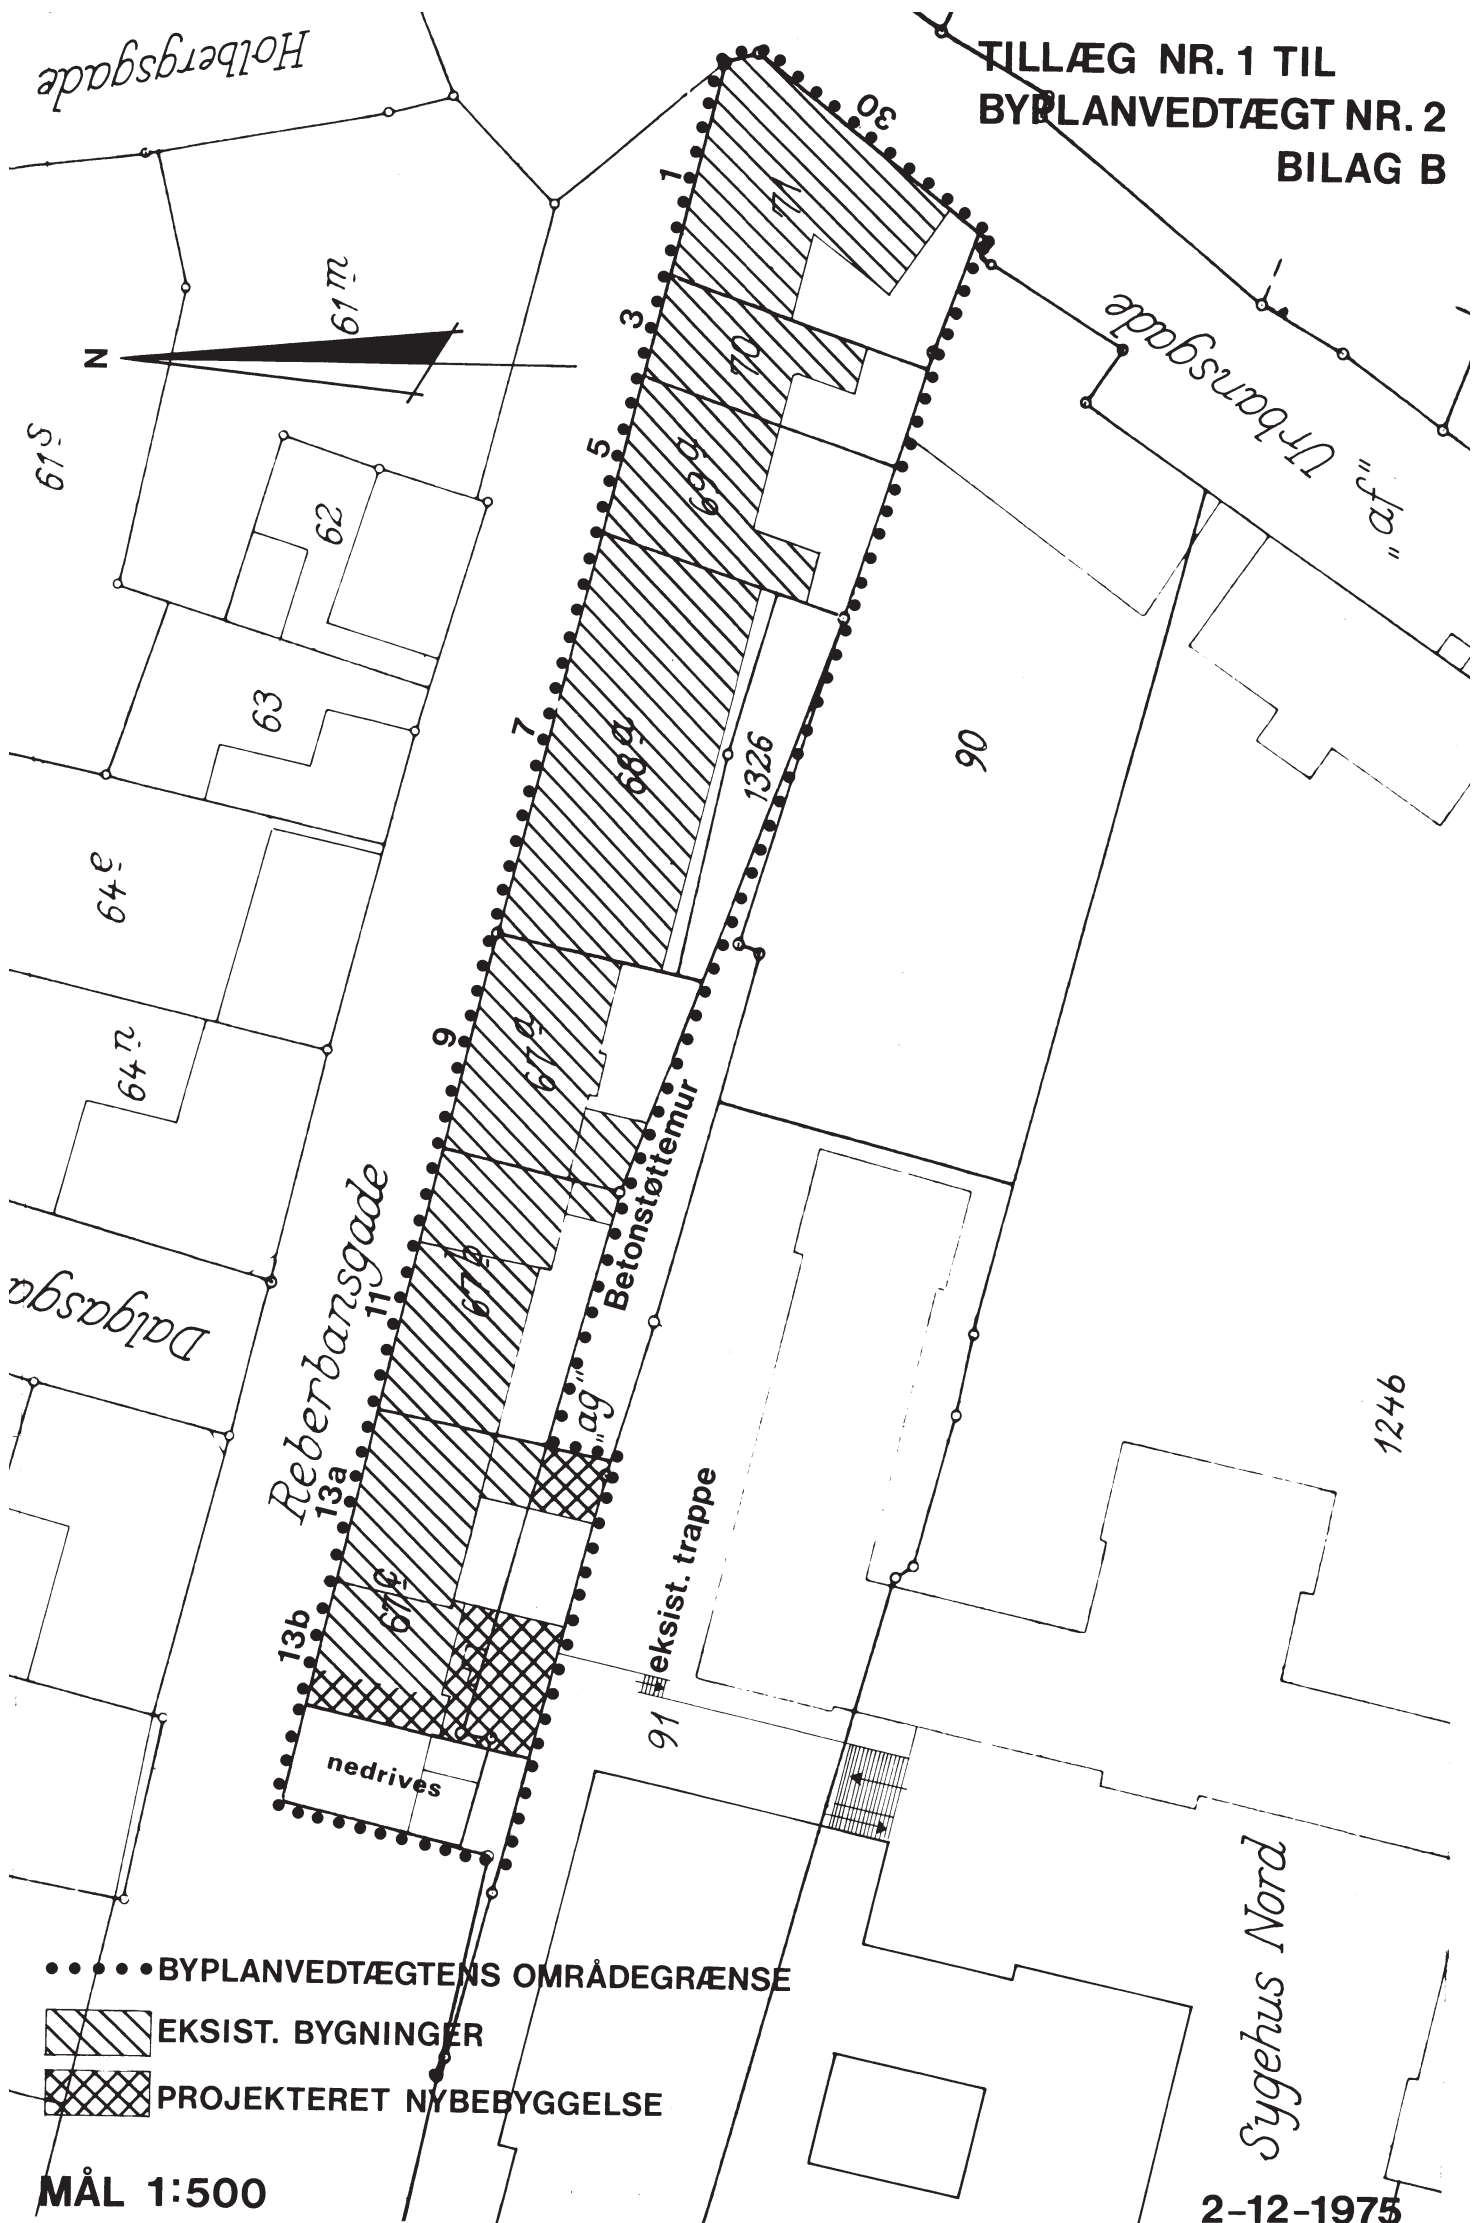 Holbergsgade
TILLÆG NR. 1 TIL
BYPLANVEDTÆGT NR. 2
BILAG B
30
1
71
61m
3
70
N
"af" Urbansgade
61s
5
69a
62
63
7
68a
1326
90
64e
9
67a
64n
Betonstøttemur
Reberbansgade
Dalgasga
11
67b
"ag"
1246
13a
eksist. trappe
67c
13b
91
nedrives
Sygehus Nord
BYPLANVEDTÆGTENS OMRÅDEGRÆNSE
EKSIST. BYGNINGER
PROJEKTERET NYBEBYGGELSE
MÅL 1:500
2-12-1975